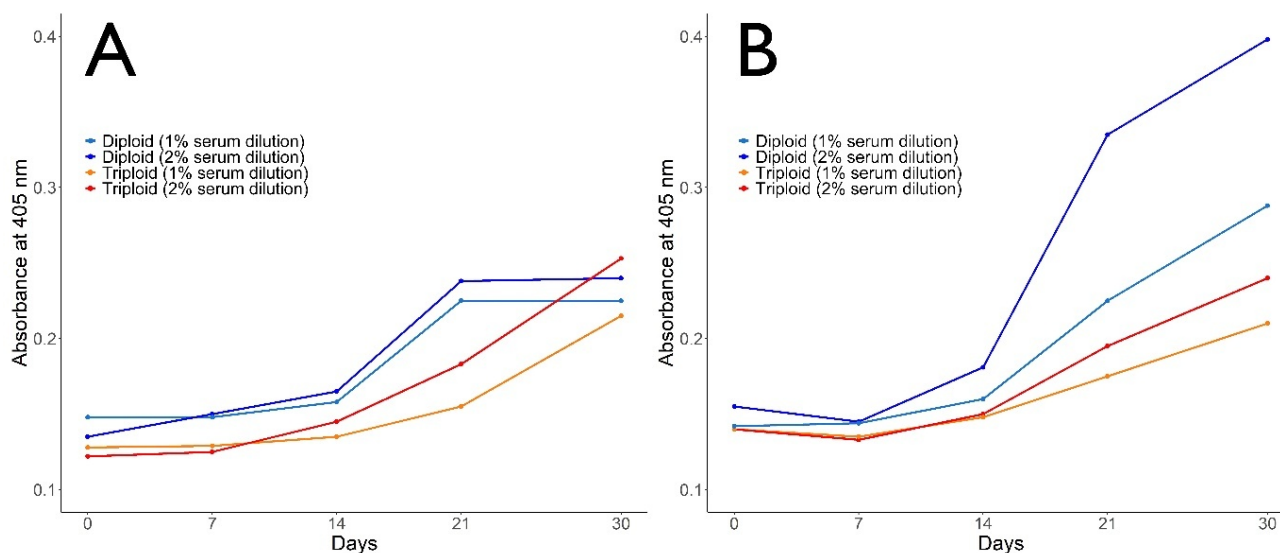 A
0.4
0.3
0.2
0.1
Absorbance at 405 nm
Diploid (1% serum dilution)
Diploid (2% serum dilution)
Triploid (1% serum dilution)
Triploid (2% serum dilution)
0 7 14 21 30
Days
B
0.4
0.3
0.2
0.1
Absorbance at 405 nm
Diploid (1% serum dilution)
Diploid (2% serum dilution)
Triploid (1% serum dilution)
Triploid (2% serum dilution)
0 7 14 21 30
Days